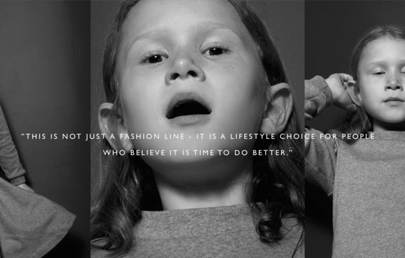 "THIS IS NOT JUST A FASHION LINE - IT IS A LIFESTYLE CHOICE FOR PEOPLE
WHO BELIEVE IT IS TIME TO DO BETTER."